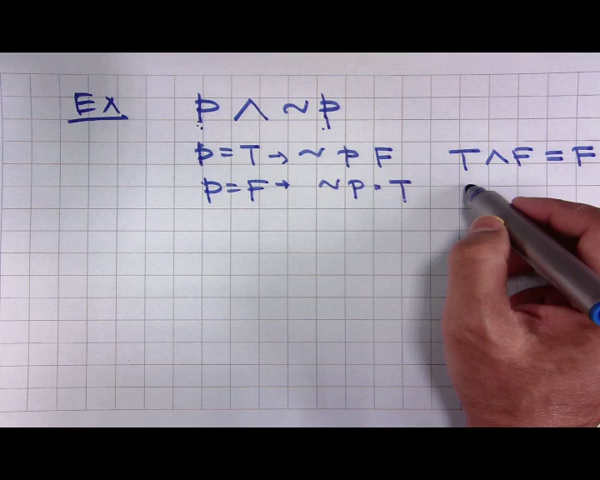 Ex p ∧ ~p
p = T → ~ p F T ∧ F = F
p = F → ~ p = T